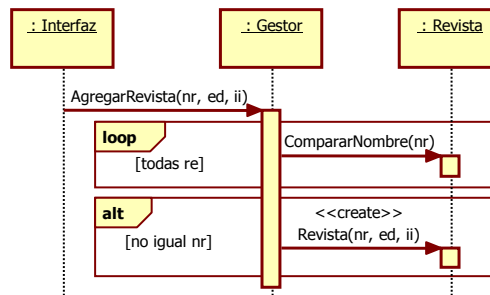 : Interfaz
: Gestor
: Revista
AgregarRevista(nr, ed, ii)
loop
CompararNombre(nr)
[todas re]
alt
<<create>>
[no igual nr]
Revista(nr, ed, ii)